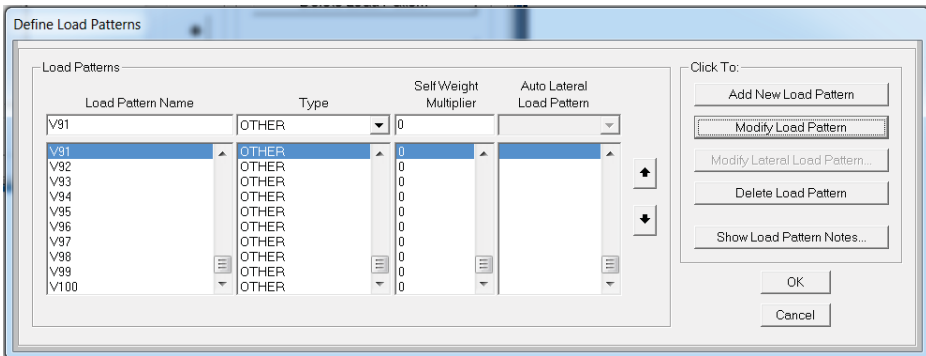 Define Load Patterns
Load Patterns
Click To:
Self Weight Auto Lateral
Load Pattern Name Type Multiplier Load Pattern
V91 OTHER 0
V91 OTHER 0
V92 OTHER 0
V93 OTHER 0
V94 OTHER 0
V95 OTHER 0
V96 OTHER 0
V97 OTHER 0
V98 OTHER 0
V99 OTHER 0
V100 OTHER 0
Add New Load Pattern
Modify Load Pattern
Modify Lateral Load Pattern...
Delete Load Pattern
Show Load Pattern Notes...
OK
Cancel